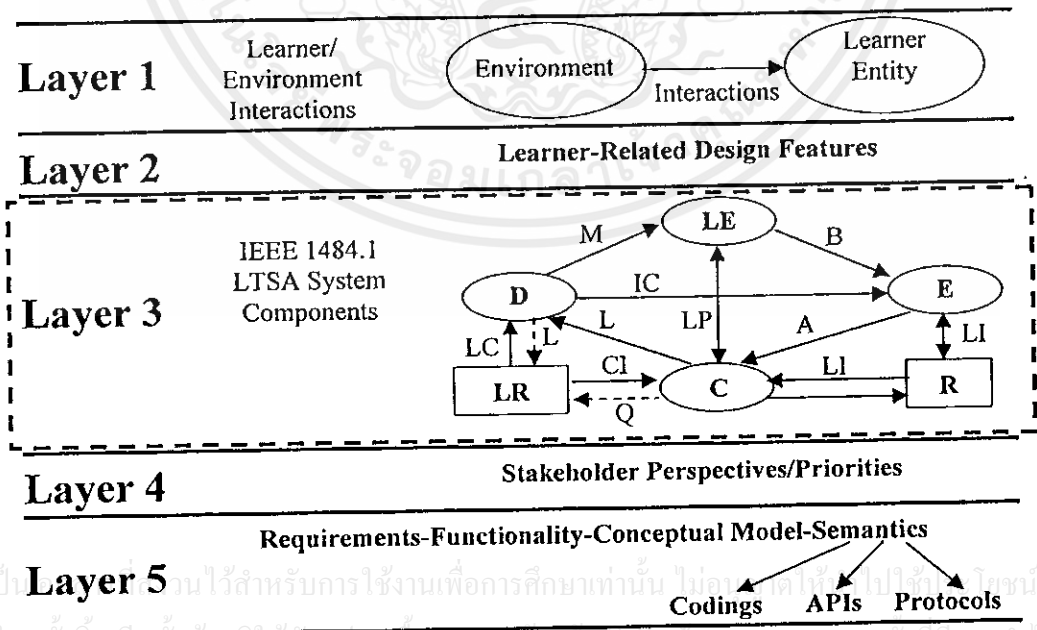 Layer 1
Learner/
Environment
Interactions
Environment
Interactions
Learner
Entity
Layer 2
Learner-Related Design Features
Layer 3
IEEE 1484.1
LTSA System
Components
LE
M
B
D
IC
E
L
LP
A
LC
L
LI
LR
CI
C
LI
R
Q
Layer 4
Stakeholder Perspectives/Priorities
Requirements-Functionality-Conceptual Model-Semantics
Layer 5
Codings
APIs
Protocols